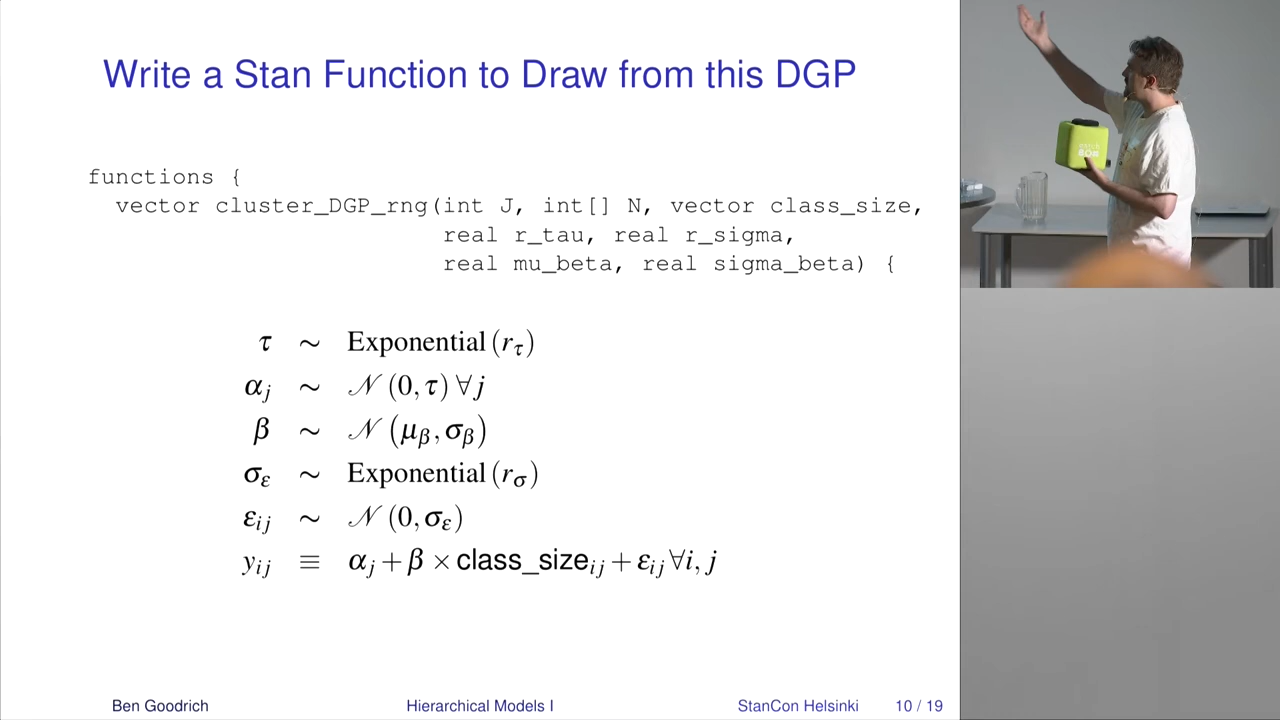 Write a Stan Function to Draw from this DGP
functions {
vector cluster_DGP_rng(int J, int[] N, vector class_size,
real r_tau, real r_sigma,
real mu_beta, real sigma_beta) {
τ ∼ Exponential (r_τ)
α_j ∼ 𝒩 (0, τ) ∀ j
β ∼ 𝒩 (μ_β, σ_β)
σ_ε ∼ Exponential (r_σ)
ε_ij ∼ 𝒩 (0, σ_ε)
y_ij ≡ α_j + β × class_size_ij + ε_ij ∀i, j
Ben Goodrich Hierarchical Models I StanCon Helsinki 10 / 19